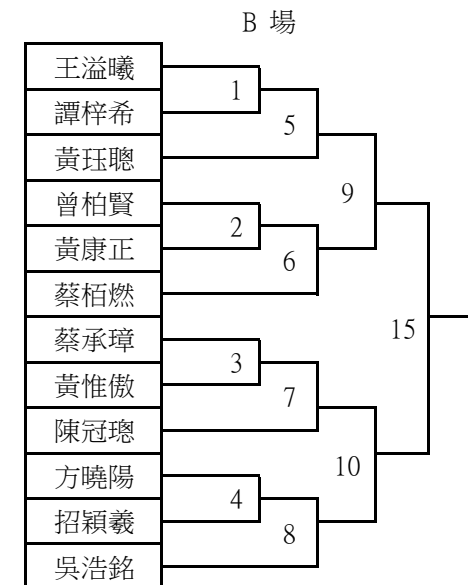 B 場
王溢曦
1
譚梓希
5
黃珏聰
9
曾柏賢
2
黃康正
6
蔡栢燃
15
蔡承璋
3
黃惟傲
7
陳冠璁
10
方曉陽
4
招穎羲
8
吳浩銘